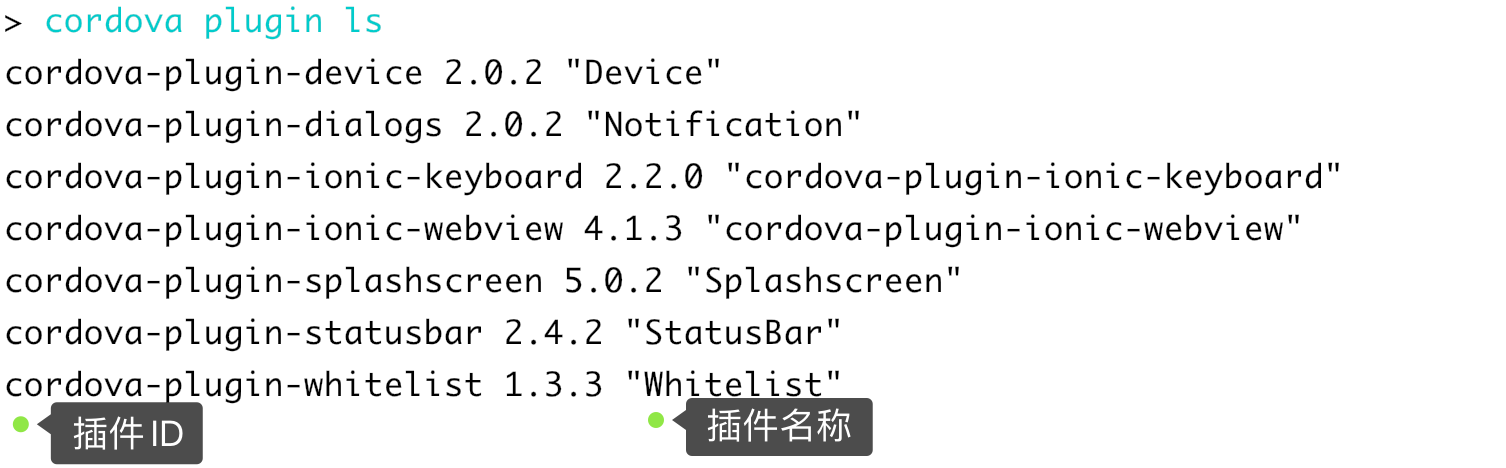 > cordova plugin ls
cordova-plugin-device 2.0.2 "Device"
cordova-plugin-dialogs 2.0.2 "Notification"
cordova-plugin-ionic-keyboard 2.2.0 "cordova-plugin-ionic-keyboard"
cordova-plugin-ionic-webview 4.1.3 "cordova-plugin-ionic-webview"
cordova-plugin-splashscreen 5.0.2 "Splashscreen"
cordova-plugin-statusbar 2.4.2 "StatusBar"
cordova-plugin-whitelist 1.3.3 "Whitelist"
插件ID
插件名称